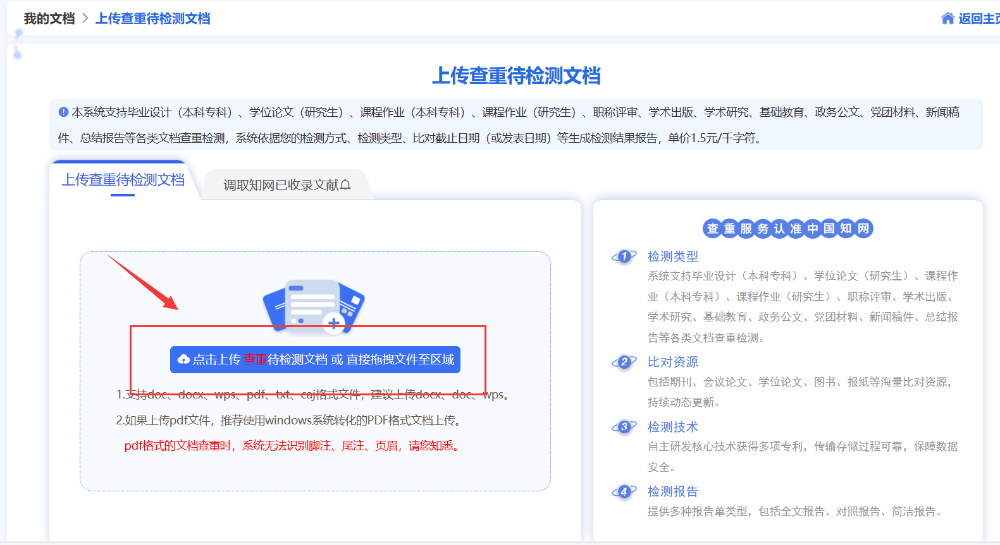 我的文档 > 上传查重待检测文档
返回主页
上传查重待检测文档
本系统支持毕业设计（本科专科）、学位论文（研究生）、课程作业（本科专科）、课程作业（研究生）、职称评审、学术出版、学术研究、基础教育、政务公文、党团材料、新闻稿
件、总结报告等各类文档查重检测，系统依据您的检测方式、检测类型、比对截止日期（或发表日期）等生成检测结果报告，单价1.5元/千字符。
上传查重待检测文档
调取知网已收录文献
点击上传 查重待检测文档 或 直接拖拽文件至区域
1.支持doc、docx、wps、pdf、txt、caj格式文件，建议上传docx、doc、wps。
2.如果上传pdf文件，推荐使用windows系统转化的PDF格式文档上传。
pdf格式的文档查重时，系统无法识别脚注、尾注、页眉，请您知悉。
查重服务认准中国知网
1 检测类型
系统支持毕业设计（本科专科）、学位论文（研究生）、课程作
业（本科专科）、课程作业（研究生）、职称评审、学术出版、
学术研究、基础教育、政务公文、党团材料、新闻稿件、总结报
告等各类文档查重检测。
2 比对资源
包括期刊、会议论文、学位论文、图书、报纸等海量比对资源，
持续动态更新。
3 检测技术
自主研发核心技术获得多项专利，传输存储过程可靠，保障数据
安全。
4 检测报告
提供多种报告单类型，包括全文报告、对照报告、简洁报告。